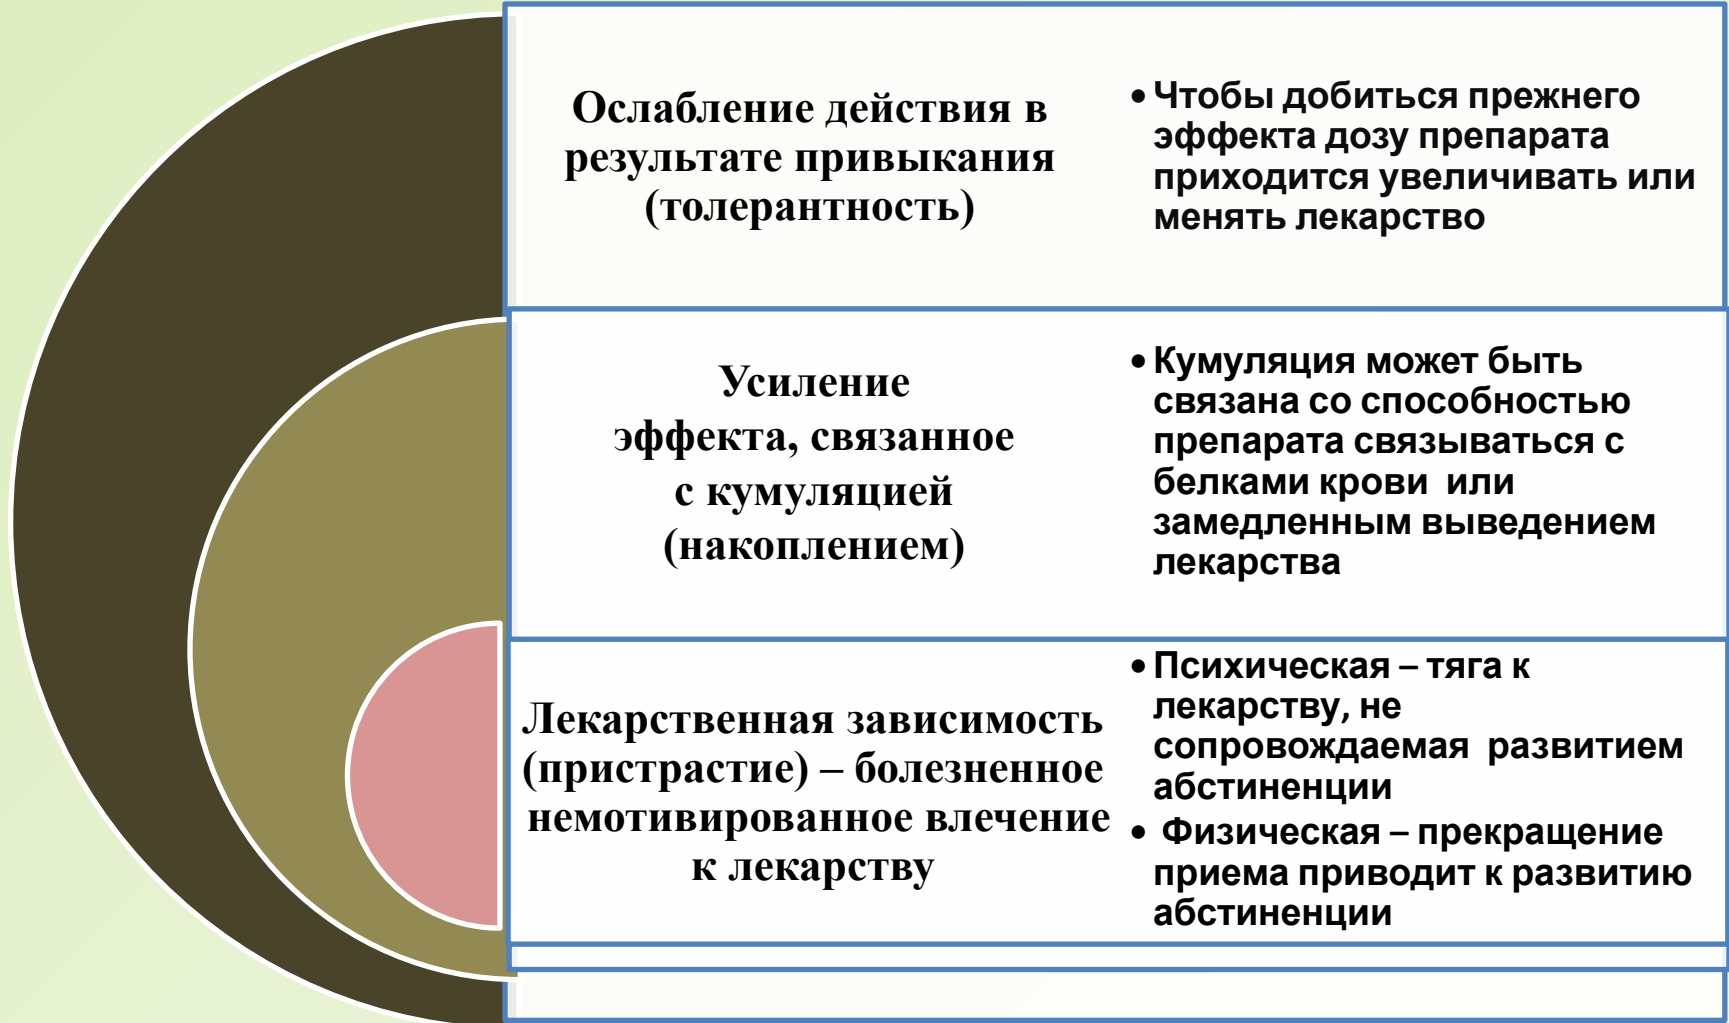 Ослабление действия в
результате привыкания
(толерантность)
• Чтобы добиться прежнего
эффекта дозу препарата
приходится увеличивать или
менять лекарство
Усиление
эффекта, связанное
с кумуляцией
(накоплением)
• Кумуляция может быть
связана со способностью
препарата связываться с
белками крови или
замедленным выведением
лекарства
Лекарственная зависимость
(пристрастие) – болезненное
немотивированное влечение
к лекарству
• Психическая – тяга к
лекарству, не
сопровождаемая развитием
абстиненции
• Физическая – прекращение
приема приводит к развитию
абстиненции